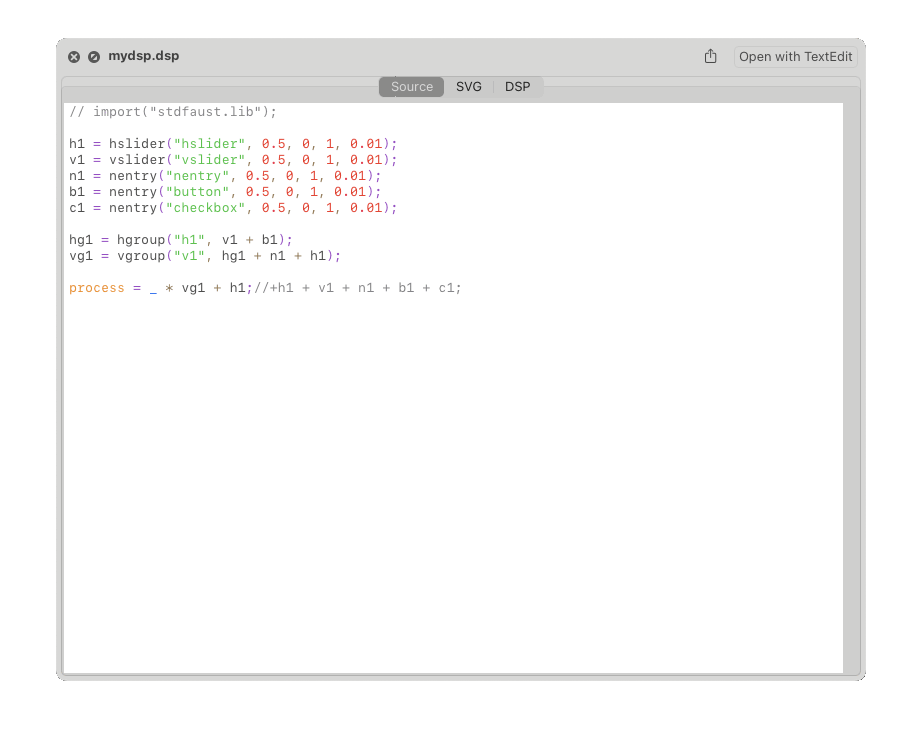 mydsp.dsp
Open with TextEdit
Source SVG DSP
// import("stdfaust.lib");
h1 = hslider("hslider", 0.5, 0, 1, 0.01);
v1 = vslider("vslider", 0.5, 0, 1, 0.01);
n1 = nentry("nentry", 0.5, 0, 1, 0.01);
b1 = nentry("button", 0.5, 0, 1, 0.01);
c1 = nentry("checkbox", 0.5, 0, 1, 0.01);
hg1 = hgroup("h1", v1 + b1);
vg1 = vgroup("v1", hg1 + n1 + h1);
process = _ * vg1 + h1;//+h1 + v1 + n1 + b1 + c1;